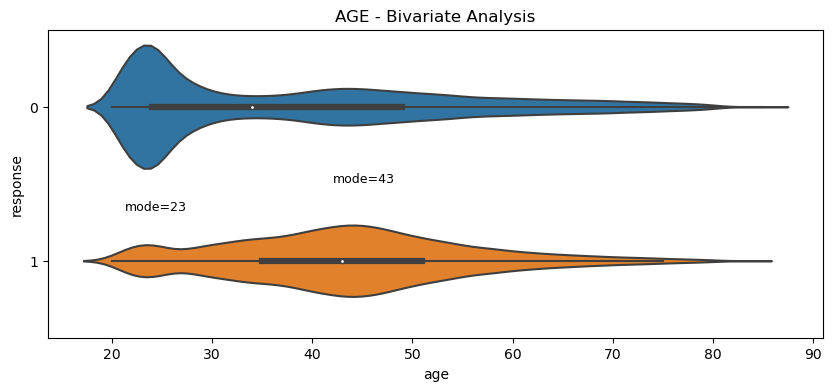 AGE - Bivariate Analysis
0
mode=43
response
mode=23
1
20 30 40 50 60 70 80 90
age